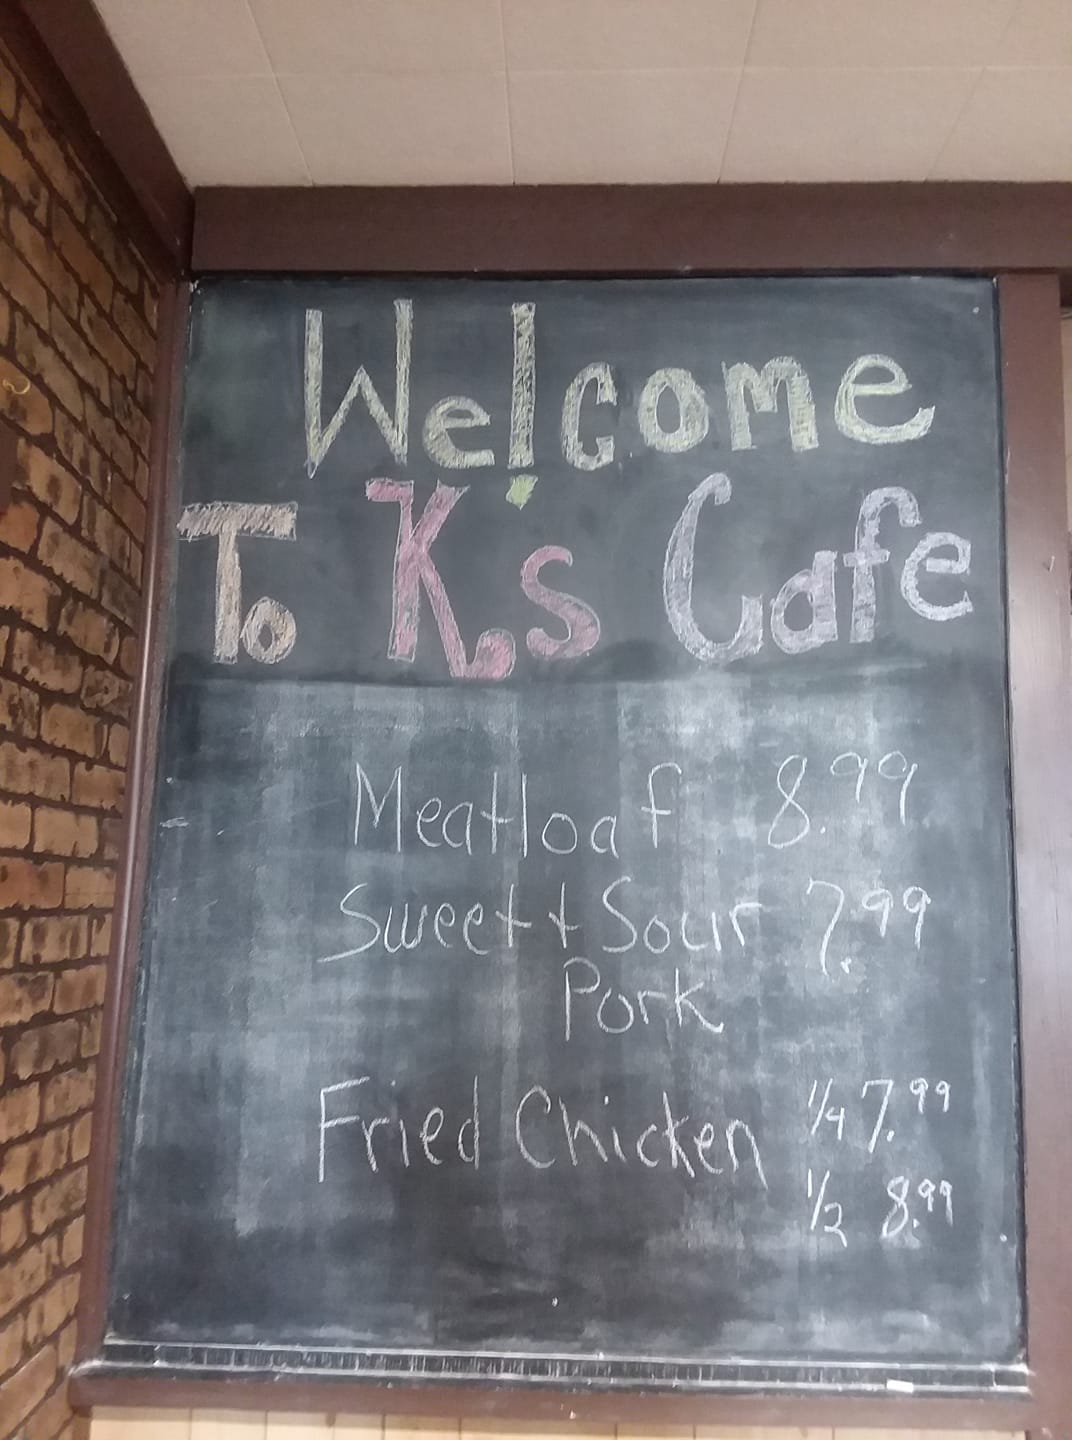 Welcome
To K's Cafe
Meatloaf 8.99
Sweet + Sour 7.99
Pork
Fried Chicken 1/4 7.99
1/2 8.99